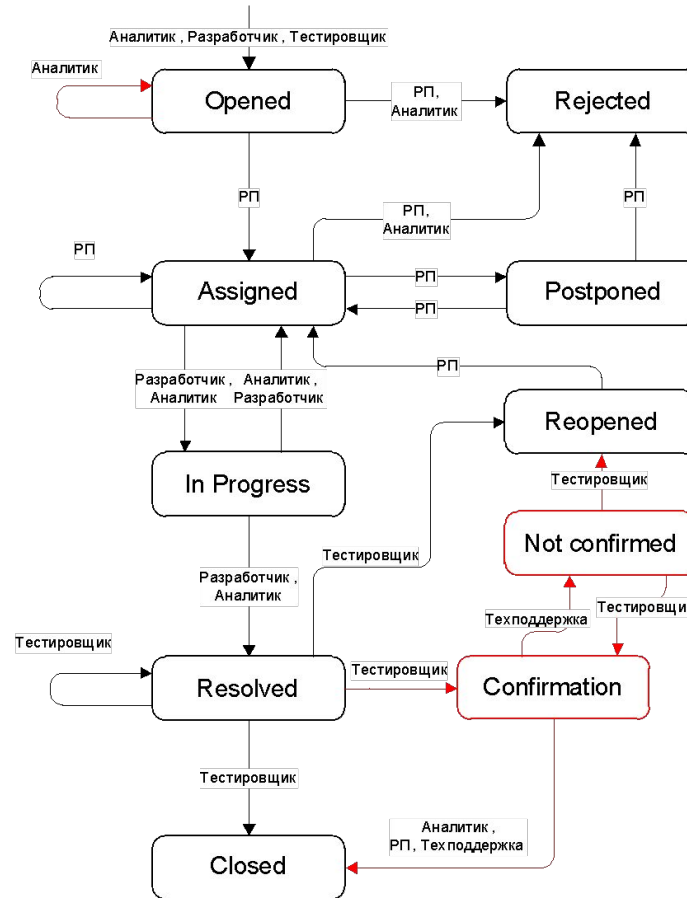 Аналитик , Разработчик , Тестировщик
Аналитик
Opened
РП,
Аналитик
Rejected
РП
РП,
Аналитик
РП
РП
Assigned
РП
РП
Postponed
Разработчик ,
Аналитик
Аналитик ,
Разработчик
РП
Reopened
In Progress
Тестировщик
Not confirmed
Тестировщик
Разработчик ,
Аналитик
Техподдержка
Тестировщи
Тестировщик
Resolved
Тестировщик
Confirmation
Тестировщик
Аналитик ,
РП, Техподдержка
Closed